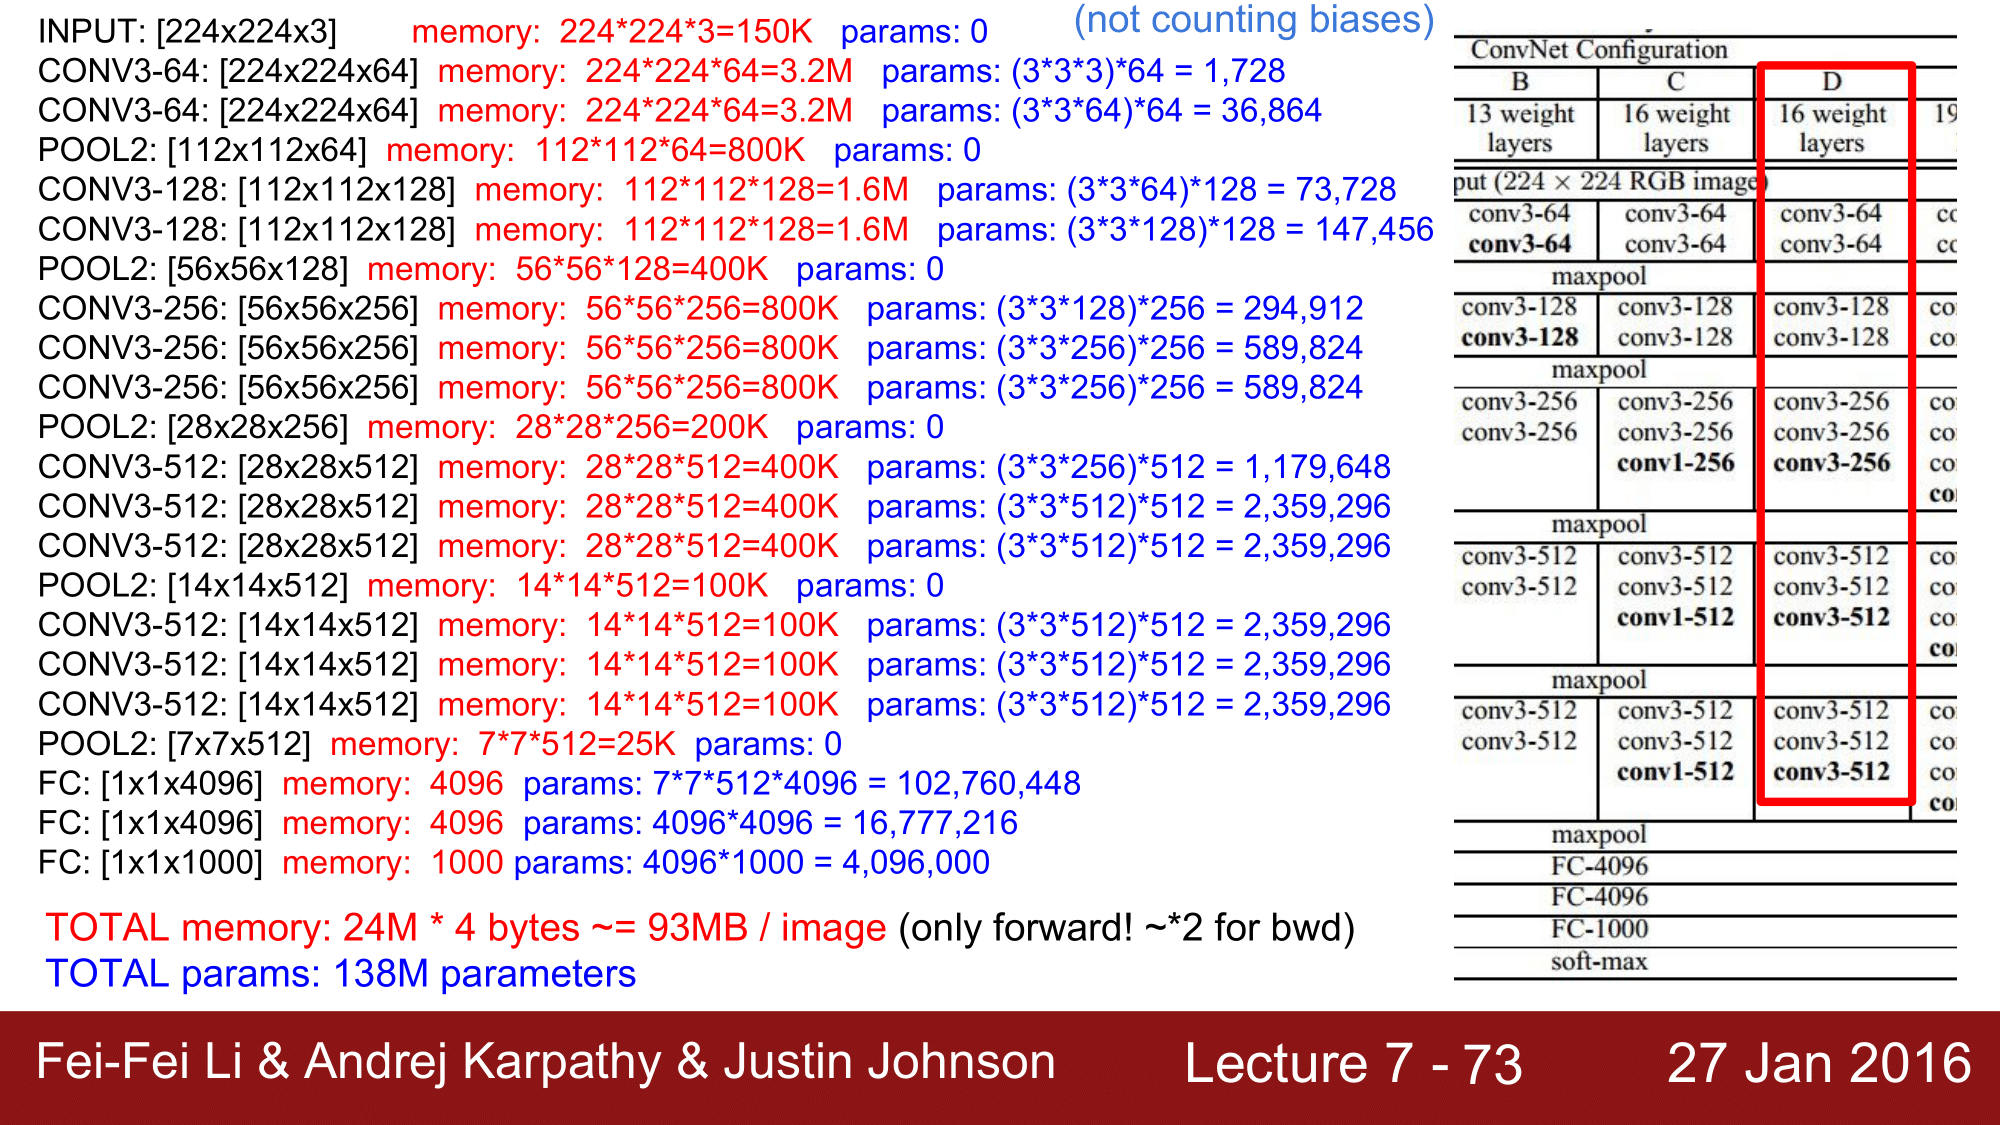 (not counting biases)
INPUT: [224x224x3] memory: 224*224*3=150K params: 0
CONV3-64: [224x224x64] memory: 224*224*64=3.2M params: (3*3*3)*64 = 1,728
CONV3-64: [224x224x64] memory: 224*224*64=3.2M params: (3*3*64)*64 = 36,864
POOL2: [112x112x64] memory: 112*112*64=800K params: 0
CONV3-128: [112x112x128] memory: 112*112*128=1.6M params: (3*3*64)*128 = 73,728
CONV3-128: [112x112x128] memory: 112*112*128=1.6M params: (3*3*128)*128 = 147,456
POOL2: [56x56x128] memory: 56*56*128=400K params: 0
CONV3-256: [56x56x256] memory: 56*56*256=800K params: (3*3*128)*256 = 294,912
CONV3-256: [56x56x256] memory: 56*56*256=800K params: (3*3*256)*256 = 589,824
CONV3-256: [56x56x256] memory: 56*56*256=800K params: (3*3*256)*256 = 589,824
POOL2: [28x28x256] memory: 28*28*256=200K params: 0
CONV3-512: [28x28x512] memory: 28*28*512=400K params: (3*3*256)*512 = 1,179,648
CONV3-512: [28x28x512] memory: 28*28*512=400K params: (3*3*512)*512 = 2,359,296
CONV3-512: [28x28x512] memory: 28*28*512=400K params: (3*3*512)*512 = 2,359,296
POOL2: [14x14x512] memory: 14*14*512=100K params: 0
CONV3-512: [14x14x512] memory: 14*14*512=100K params: (3*3*512)*512 = 2,359,296
CONV3-512: [14x14x512] memory: 14*14*512=100K params: (3*3*512)*512 = 2,359,296
CONV3-512: [14x14x512] memory: 14*14*512=100K params: (3*3*512)*512 = 2,359,296
POOL2: [7x7x512] memory: 7*7*512=25K params: 0
FC: [1x1x4096] memory: 4096 params: 7*7*512*4096 = 102,760,448
FC: [1x1x4096] memory: 4096 params: 4096*4096 = 16,777,216
FC: [1x1x1000] memory: 1000 params: 4096*1000 = 4,096,000
TOTAL memory: 24M * 4 bytes ~= 93MB / image (only forward! ~*2 for bwd)
TOTAL params: 138M parameters
ConvNet Configuration
B C D
13 weight 16 weight 16 weight 19
layers layers layers
put (224 × 224 RGB image)
conv3-64 conv3-64 conv3-64 co
conv3-64 conv3-64 conv3-64 co
maxpool
conv3-128 conv3-128 conv3-128 co
conv3-128 conv3-128 conv3-128 co
maxpool
conv3-256 conv3-256 conv3-256 co
conv3-256 conv3-256 conv3-256 co
conv1-256 conv3-256 co
co
maxpool
conv3-512 conv3-512 conv3-512 co
conv3-512 conv3-512 conv3-512 co
conv1-512 conv3-512 co
co
maxpool
conv3-512 conv3-512 conv3-512 co
conv3-512 conv3-512 conv3-512 co
conv1-512 conv3-512 co
co
maxpool
FC-4096
FC-4096
FC-1000
soft-max
Fei-Fei Li & Andrej Karpathy & Justin Johnson Lecture 7 - 73 27 Jan 2016